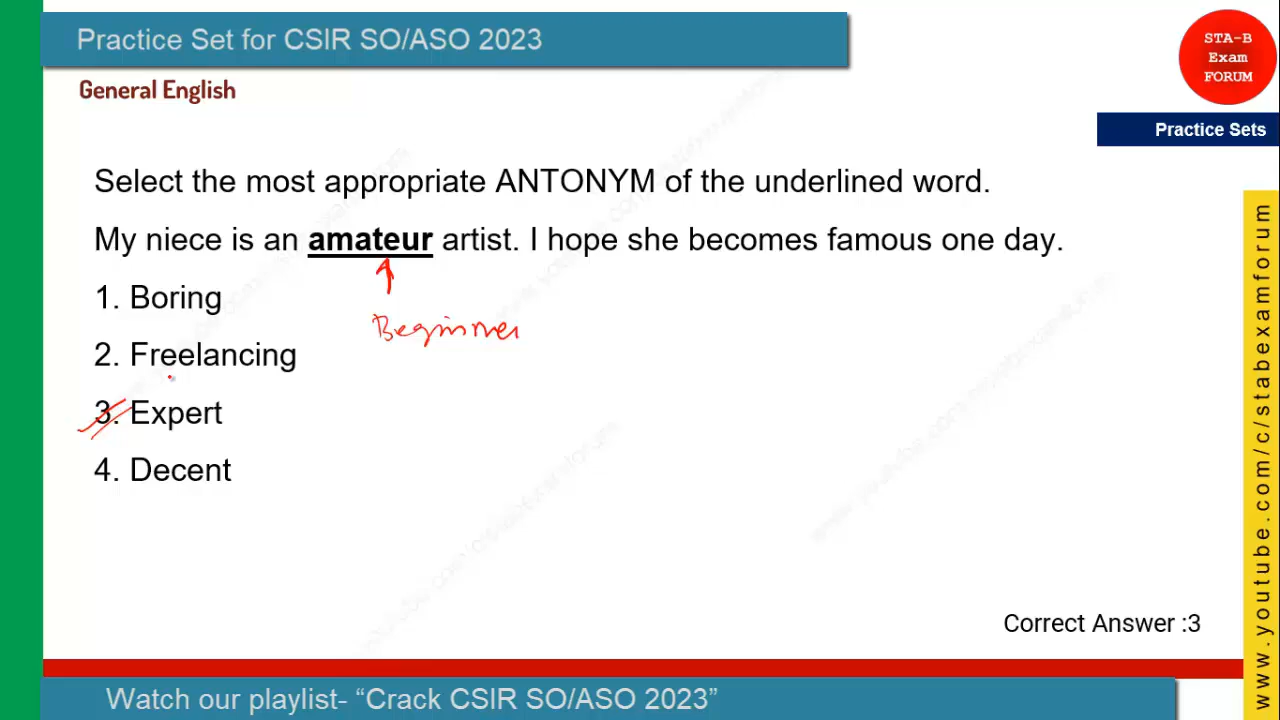 Practice Set for CSIR SO/ASO 2023
STA-B
Exam
FORUM
General English
Practice Sets
Select the most appropriate ANTONYM of the underlined word.
My niece is an amateur artist. I hope she becomes famous one day.
1. Boring
Beginner
2. Freelancing
3. Expert
4. Decent
Correct Answer :3
Watch our playlist- “Crack CSIR SO/ASO 2023”
www.youtube.com/c/stabexamforum